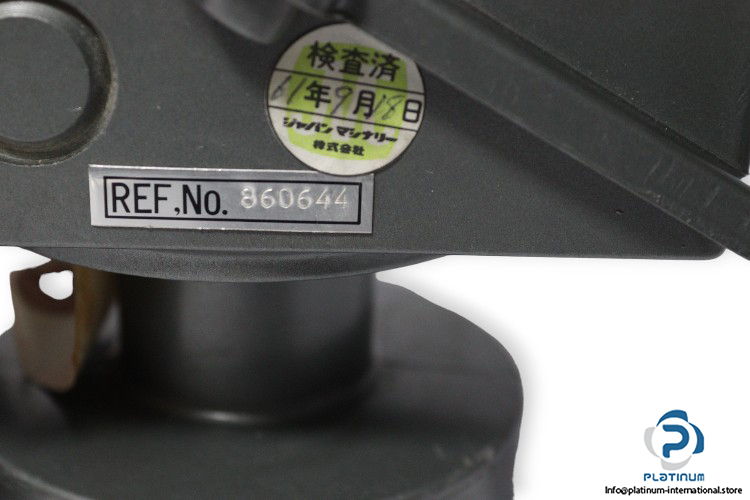 検査済
61年9月18日
ジャパン マシナリー
株式会社
REF,No. 860644
PLATINUM
Info@platinum-international.store